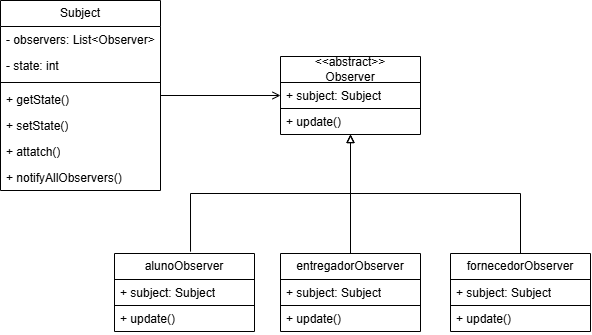 Subject
- observers: List<Observer>
- state: int
+ getState()
+ setState()
+ attatch()
+ notifyAllObservers()
<<abstract>>
Observer
+ subject: Subject
+ update()
alunoObserver
+ subject: Subject
+ update()
entregadorObserver
+ subject: Subject
+ update()
fornecedorObserver
+ subject: Subject
+ update()